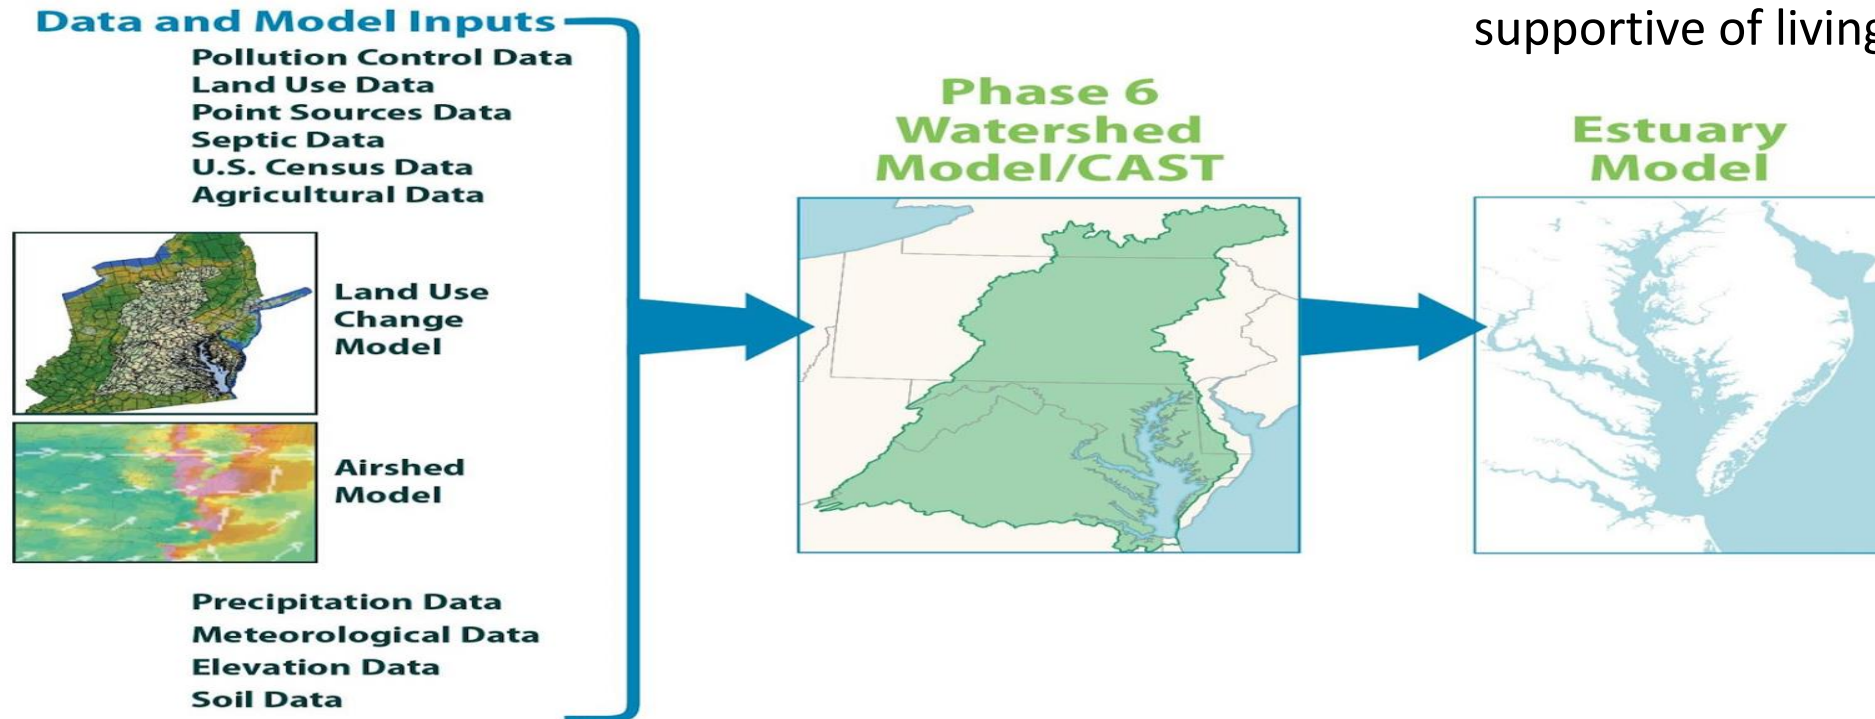 Data and Model Inputs
Pollution Control Data
Land Use Data
Point Sources Data
Septic Data
U.S. Census Data
Agricultural Data
Land Use
Change
Model
Airshed
Model
Precipitation Data
Meteorological Data
Elevation Data
Soil Data
Phase 6
Watershed
Model/CAST
supportive of living
Estuary
Model